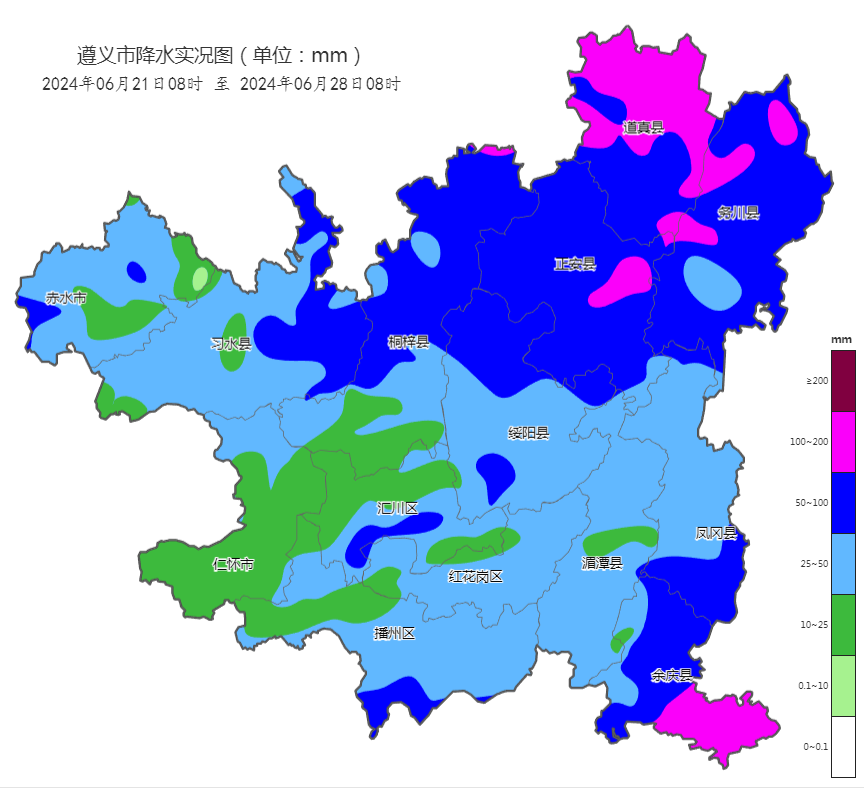 遵义市降水实况图（单位：mm）
2024年06月21日08时 至 2024年06月28日08时
道真县
务川县
正安县
赤水市
习水县
桐梓县
mm
≥200
100~200
绥阳县
50~100
汇川区
凤冈县
仁怀市
湄潭县
25~50
红花岗区
10~25
播州区
余庆县
0.1~10
0~0.1